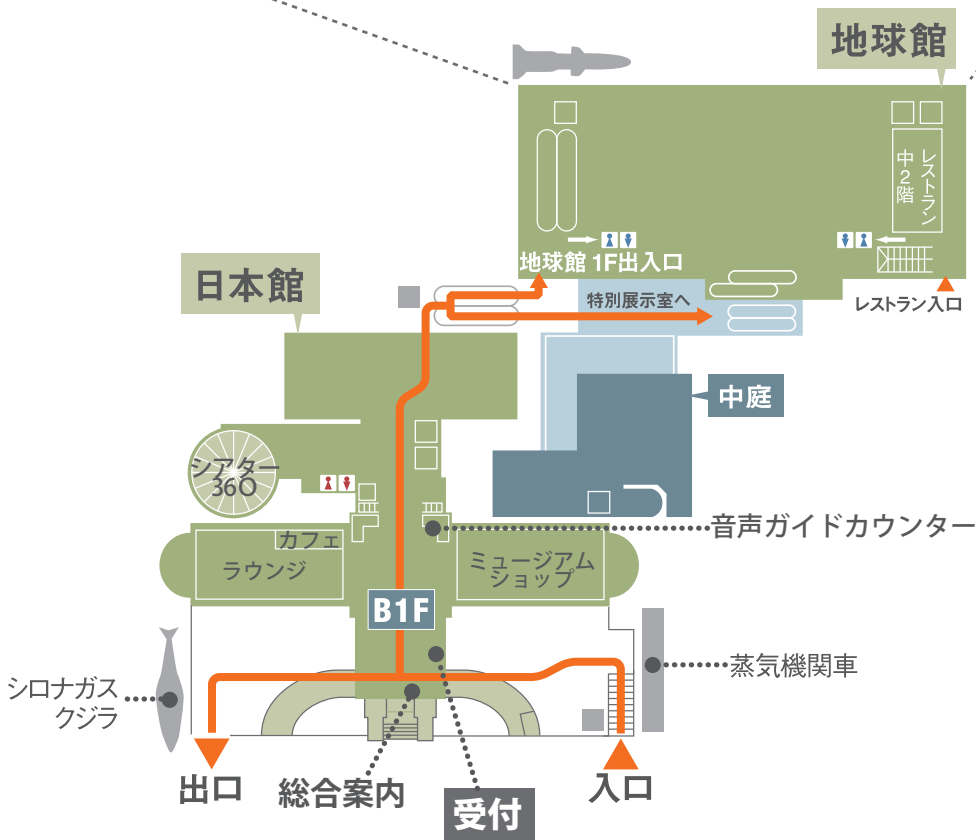 地球館
レストラン
中2階
地球館 1F出入口
レストラン入口
日本館
特別展示室へ
中庭
シアター
360
音声ガイドカウンター
カフェ
ラウンジ
ミュージアム
ショップ
B1F
シロナガス
クジラ
蒸気機関車
出口
総合案内
受付
入口